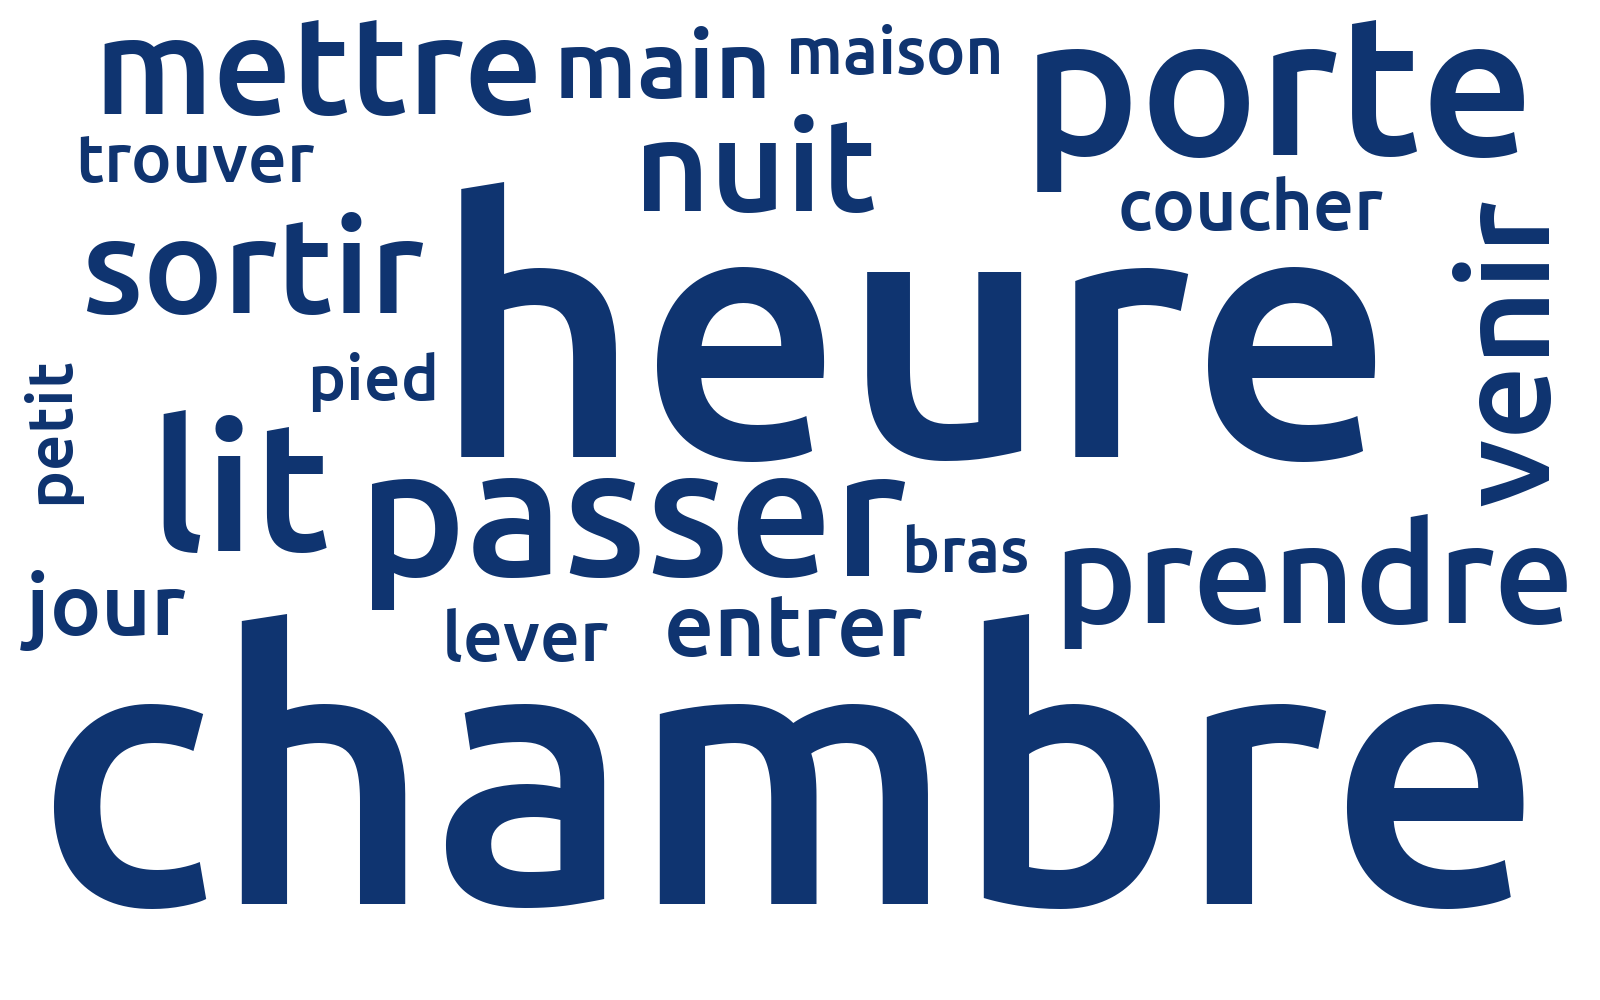 mettre
main
maison
porte
trouver
nuit
coucher
sortir
heure
venir
pied
petit
lit
passer
bras
prendre
jour
lever
entrer
chambre